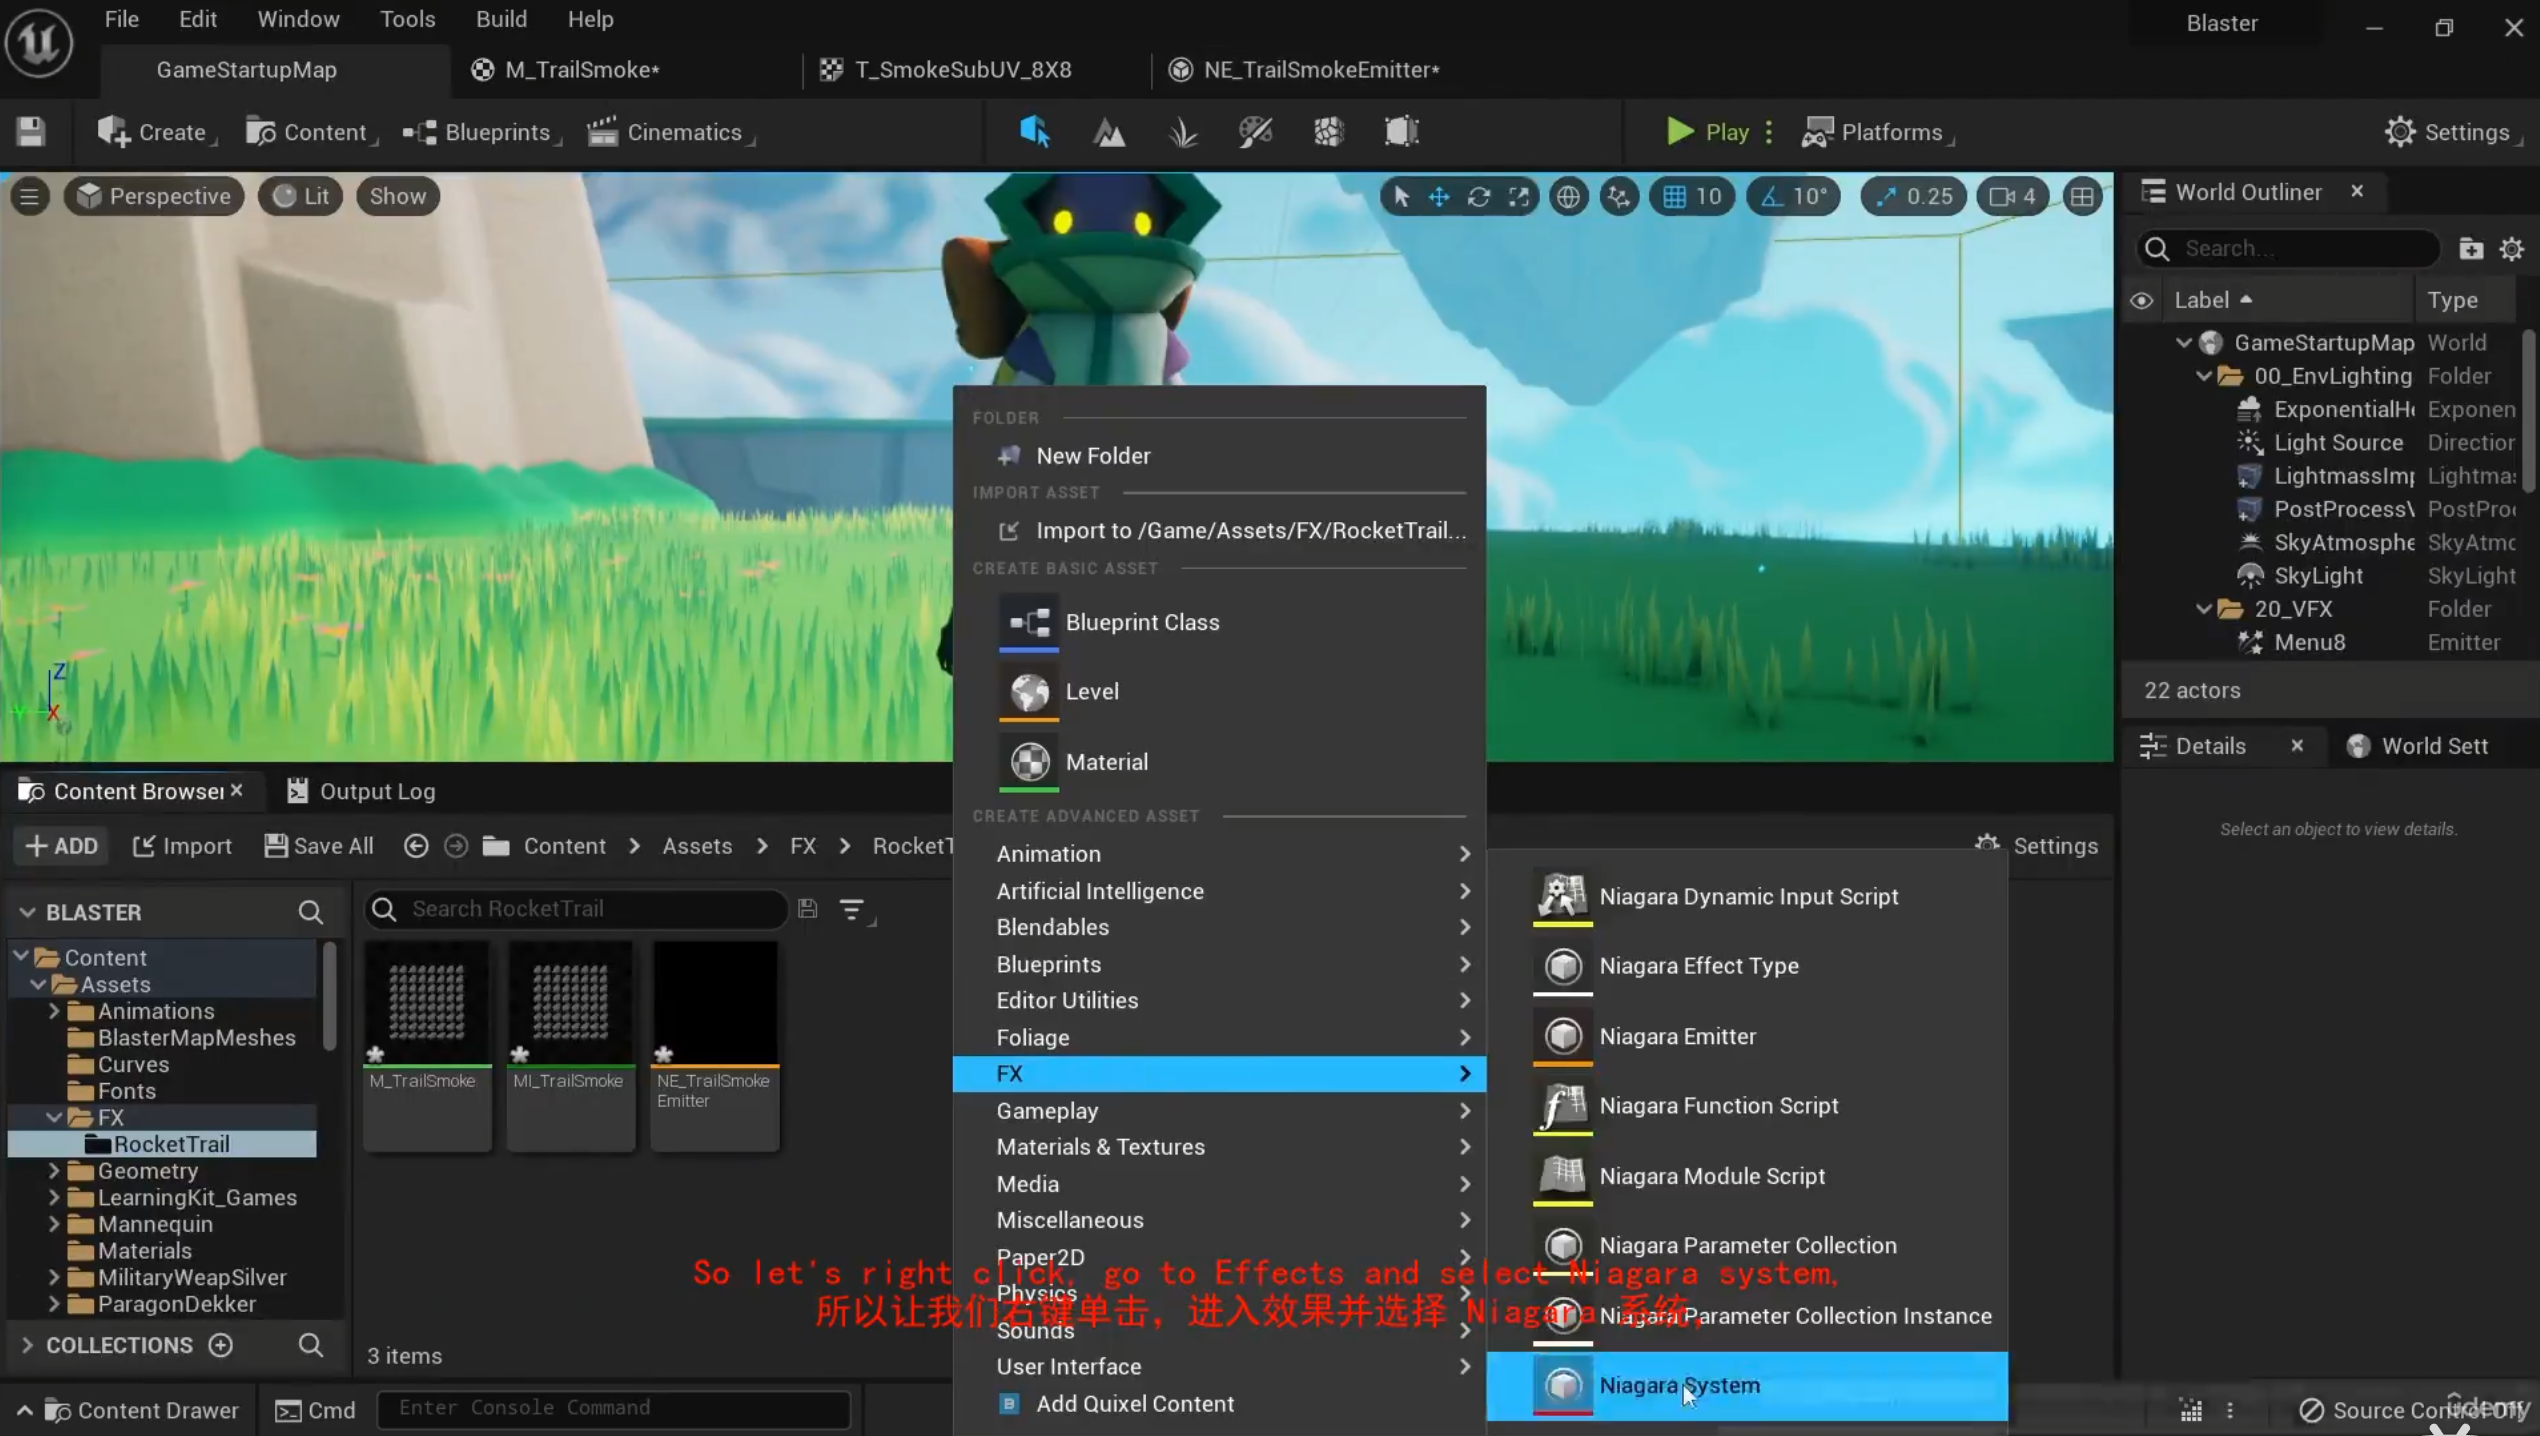 File Edit Window Tools Build Help
Blaster
GameStartupMap
M_TrailSmoke*
T_SmokeSubUV_8X8
NE_TrailSmokeEmitter*
Create
Content
Blueprints
Cinematics
Play
Platforms
Settings
Perspective
Lit
Show
10
10°
0.25
4
World Outliner
Search...
Label
Type
GameStartupMap World
00_EnvLighting Folder
ExponentialHe Exponen
Light Source Direction
LightmassImp Lightmas
PostProcessV PostProc
SkyAtmosphe SkyAtmo
SkyLight SkyLight
20_VFX Folder
Menu8 Emitter
22 actors
Details
World Sett
Select an object to view details.
Z
X
FOLDER
New Folder
IMPORT ASSET
Import to /Game/Assets/FX/RocketTrail...
CREATE BASIC ASSET
Blueprint Class
Level
Material
CREATE ADVANCED ASSET
Animation
Artificial Intelligence
Blendables
Blueprints
Editor Utilities
Foliage
FX
Gameplay
Materials & Textures
Media
Miscellaneous
Paper2D
Physics
Sounds
User Interface
Add Quixel Content
Niagara Dynamic Input Script
Niagara Effect Type
Niagara Emitter
Niagara Function Script
Niagara Module Script
Niagara Parameter Collection
Niagara Parameter Collection Instance
Niagara System
Content Browser
Output Log
ADD
Import
Save All
Content
Assets
FX
RocketT
Settings
BLASTER
Search RocketTrail
Content
Assets
Animations
BlasterMapMeshes
Curves
Fonts
FX
RocketTrail
Geometry
LearningKit_Games
Mannequin
Materials
MilitaryWeapSilver
ParagonDekker
COLLECTIONS
M_TrailSmoke
MI_TrailSmoke
NE_TrailSmoke
Emitter
3 items
So let's right click, go to Effects and select Niagara system,
所以让我们右键单击，进入效果并选择 Niagara 系统，
Content Drawer
Cmd
Enter Console Command
Source Control Off
ûdemy